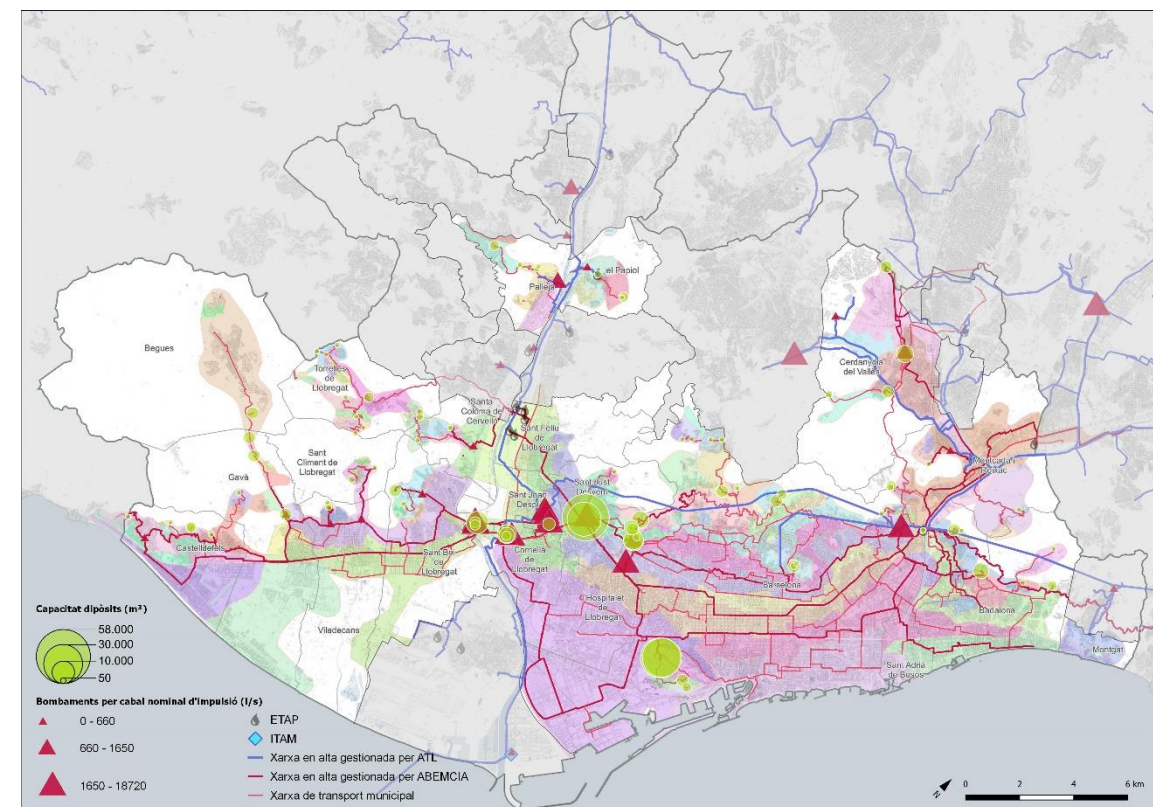 el Papiol
Pallejà
Begues
Torrelles
de
Llobregat
Cerdanyola
del Vallès
Santa
Coloma de
Cervelló
Sant Feliu
de
Llobregat
Sant
Climent de
Llobregat
Gavà
Montcada i
Reixac
Sant Joan
Despí
Sant Just
Desvern
Castelldefels
Sant Boi
de
Llobregat
Cornellà
de
Llobregat
Barcelona
Hospitalet
de
Llobregat
Badalona
Viladecans
Montgat
Sant Adrià
de Besòs
Capacitat dipòsits (m³)
58.000
30.000
10.000
50
Bombaments per cabal nominal d'impulsió (l/s)
0 - 660
660 - 1650
1650 - 18720
ETAP
ITAM
Xarxa en alta gestionada per ATL
Xarxa en alta gestionada per ABEMCIA
Xarxa de transport municipal
N
0 2 4 6 km